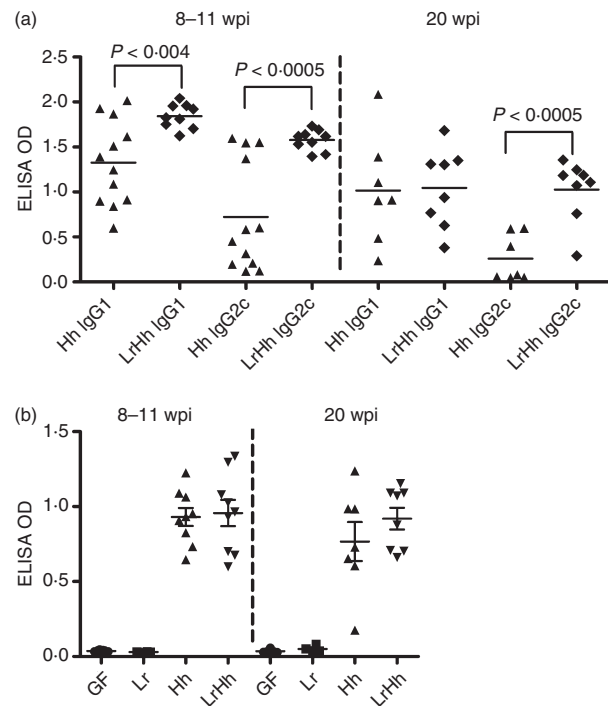 (a)
8–11 wpi 20 wpi
P < 0·004
P < 0·0005
P < 0·0005
ELISA OD
2·5
2·0
1·5
1·0
0·5
0·0
Hh IgG1 LrHh IgG1 Hh IgG2c LrHh IgG2c Hh IgG1 LrHh IgG1 Hh IgG2c LrHh IgG2c
(b)
8–11 wpi 20 wpi
ELISA OD
1·5
1·0
0·5
0·0
GF Lr Hh LrHh GF Lr Hh LrHh